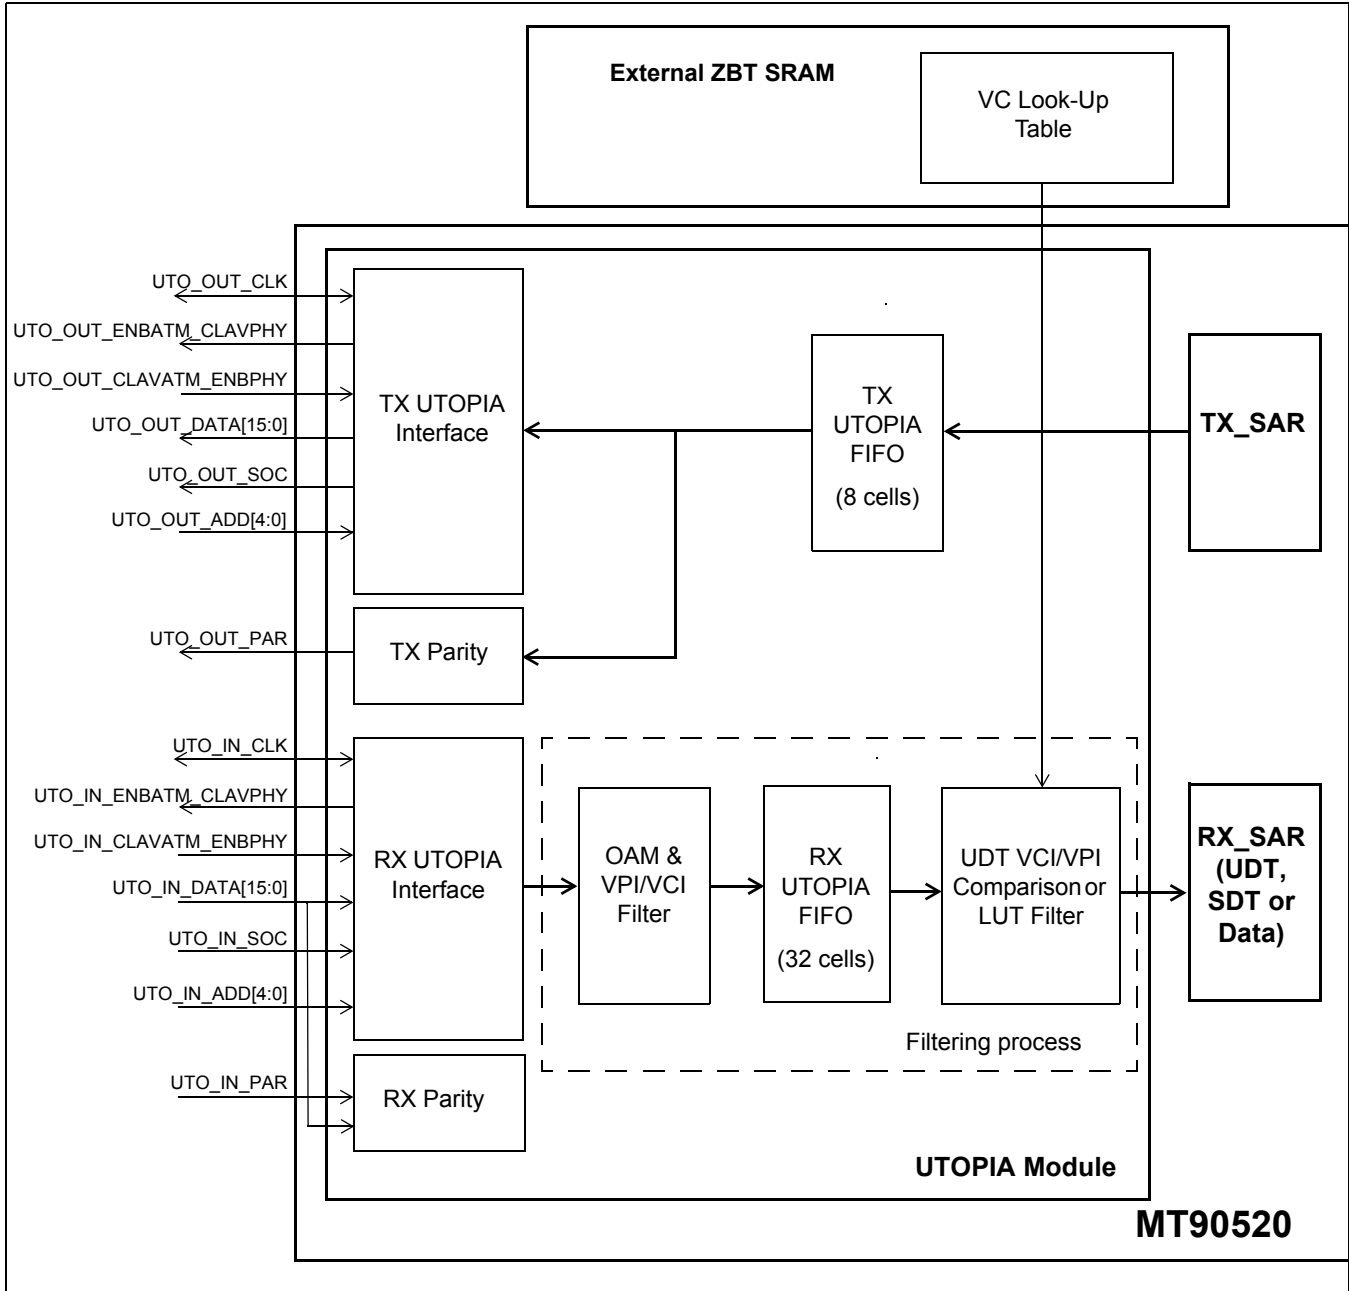 External ZBT SRAM
VC Look-Up
Table
UTO_OUT_CLK
UTO_OUT_ENBATM_CLAVPHY
UTO_OUT_CLAVATM_ENBPHY
UTO_OUT_DATA[15:0]
UTO_OUT_SOC
UTO_OUT_ADD[4:0]
TX UTOPIA
Interface
TX
UTOPIA
FIFO
(8 cells)
TX_SAR
UTO_OUT_PAR
TX Parity
UTO_IN_CLK
UTO_IN_ENBATM_CLAVPHY
UTO_IN_CLAVATM_ENBPHY
UTO_IN_DATA[15:0]
UTO_IN_SOC
UTO_IN_ADD[4:0]
RX UTOPIA
Interface
OAM &
VPI/VCI
Filter
RX
UTOPIA
FIFO
(32 cells)
UDT VCI/VPI
Comparison or
LUT Filter
RX_SAR
(UDT,
SDT or
Data)
Filtering process
UTO_IN_PAR
RX Parity
UTOPIA Module
MT90520